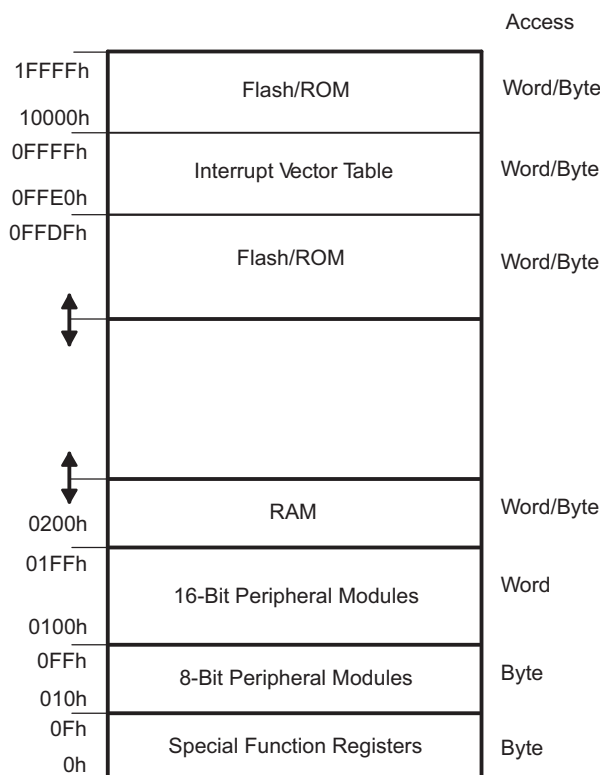 Access
1FFFFh
Flash/ROM
Word/Byte
10000h
0FFFFh
Interrupt Vector Table
Word/Byte
0FFE0h
0FFDFh
Flash/ROM
Word/Byte
RAM
Word/Byte
0200h
01FFh
16-Bit Peripheral Modules
Word
0100h
0FFh
8-Bit Peripheral Modules
Byte
010h
0Fh
Special Function Registers
Byte
0h